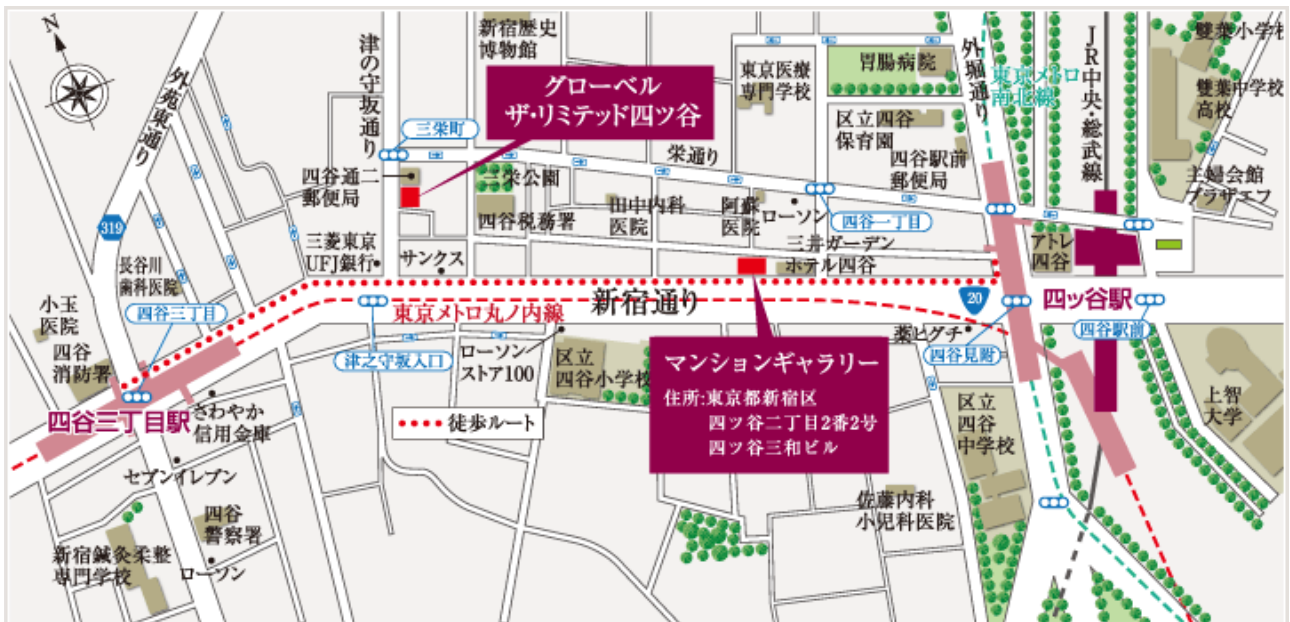 N
外苑東通り
319
長谷川
歯科医院
小玉
医院
四谷
消防署
四谷三丁目
四谷三丁目駅
さわやか
信用金庫
セブンイレブン
四谷
警察署
ローソン
新宿鍼灸柔整
専門学校
津の守坂通り
三栄町
新宿歴史
博物館
グローベル
ザ・リミテッド四ツ谷
四谷通二
郵便局
三栄公園
四谷税務署
三菱東京
UFJ銀行
サンクス
田中内科
医院
阿蘇
医院
ローソン
栄通り
四谷一丁目
三井ガーデン
ホテル四谷
東京医療
専門学校
胃腸病院
区立四谷
保育園
四谷駅前
郵便局
外堀通り
東京メトロ
南北線
JR中央・総武線
雙葉小学校
雙葉中学校
高校
主婦会館
プラザエフ
アトレ
四谷
四ッ谷駅
四谷駅前
20
新宿通り
東京メトロ丸ノ内線
津之守坂入口
ローソン
ストア100
区立
四谷小学校
徒歩ルート
マンションギャラリー
住所:東京都新宿区
四ツ谷二丁目2番2号
四ツ谷三和ビル
薬ヒグチ
四谷見附
区立
四谷
中学校
上智
大学
佐藤内科
小児科医院